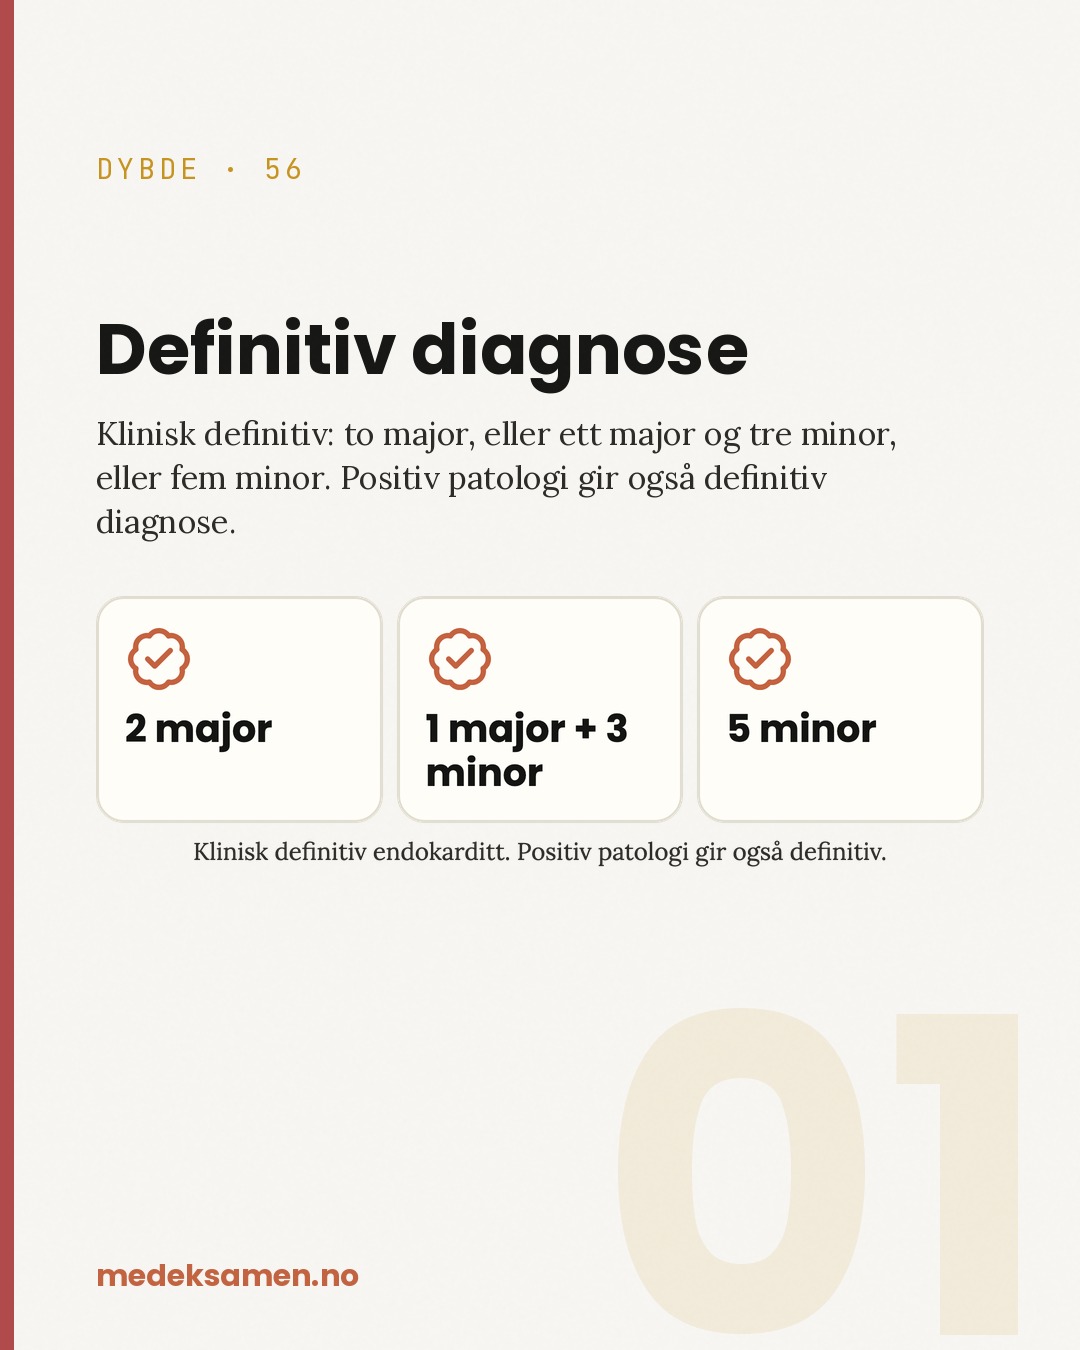 DYBDE · 56
Definitiv diagnose
Klinisk definitiv: to major, eller ett major og tre minor,
eller fem minor. Positiv patologi gir også definitiv
diagnose.
2 major
1 major + 3
minor
5 minor
Klinisk definitiv endokarditt. Positiv patologi gir også definitiv.
01
medeksamen.no